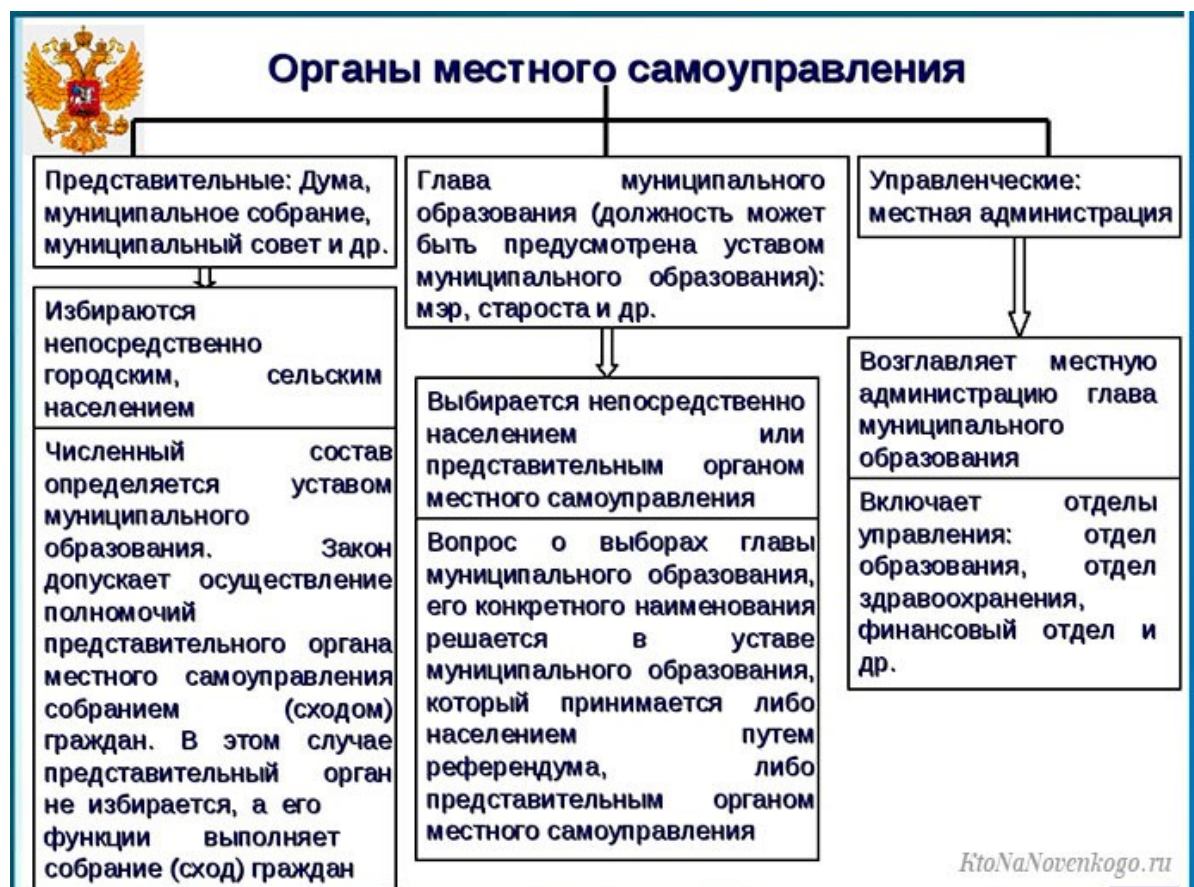 Органы местного самоуправления
Представительные: Дума,
муниципальное собрание,
муниципальный совет и др.
Избираются
непосредственно
городским, сельским
населением
Численный состав
определяется уставом
муниципального
образования. Закон
допускает осуществление
полномочий
представительного органа
местного самоуправления
собранием (сходом)
граждан. В этом случае
представительный орган
не избирается, а его
функции выполняет
собрание (сход) граждан
Глава муниципального
образования (должность может
быть предусмотрена уставом
муниципального образования):
мэр, староста и др.
Выбирается непосредственно
населением или
представительным органом
местного самоуправления
Вопрос о выборах главы
муниципального образования,
его конкретного наименования
решается в уставе
муниципального образования,
который принимается либо
населением путем
референдума, либо
представительным органом
местного самоуправления
Управленческие:
местная администрация
Возглавляет местную
администрацию глава
муниципального
образования
Включает отделы
управления: отдел
образования, отдел
здравоохранения,
финансовый отдел и
др.
KtoNaNovenkogo.ru